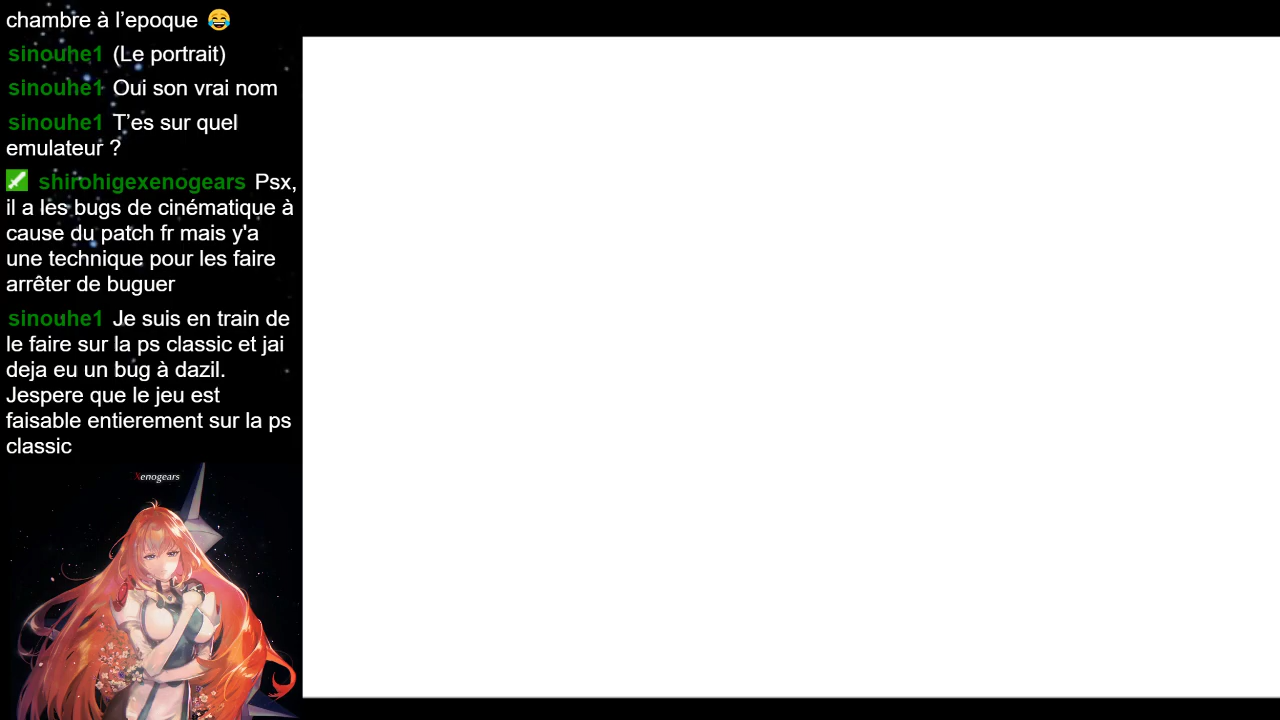 chambre à l’epoque 😂
sinouhe1 (Le portrait)
sinouhe1 Oui son vrai nom
sinouhe1 T’es sur quel
emulateur ?
shirohigexenogears Psx,
il a les bugs de cinématique à
cause du patch fr mais y'a
une technique pour les faire
arrêter de buguer
sinouhe1 Je suis en train de
le faire sur la ps classic et jai
deja eu un bug à dazil.
Jespere que le jeu est
faisable entierement sur la ps
classic
Xenogears